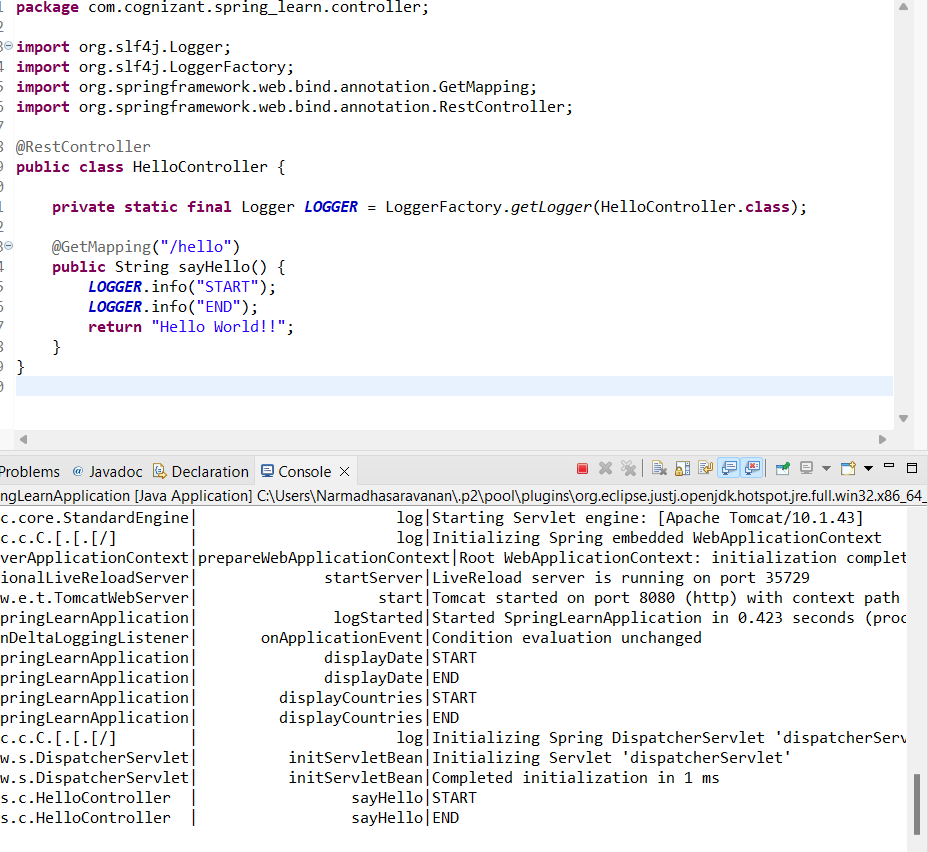 package com.cognizant.spring_learn.controller;
import org.slf4j.Logger;
import org.slf4j.LoggerFactory;
import org.springframework.web.bind.annotation.GetMapping;
import org.springframework.web.bind.annotation.RestController;
@RestController
public class HelloController {
private static final Logger LOGGER = LoggerFactory.getLogger(HelloController.class);
@GetMapping("/hello")
public String sayHello() {
LOGGER.info("START");
LOGGER.info("END");
return "Hello World!!";
}
}
Problems @ Javadoc Declaration Console
ngLearnApplication [Java Application] C:\Users\Narmadhasaravanan\.p2\pool\plugins\org.eclipse.justj.openjdk.hotspot.jre.full.win32.x86_64_
c.core.StandardEngine| log|Starting Servlet engine: [Apache Tomcat/10.1.43]
c.c.C.[.[.[/] | log|Initializing Spring embedded WebApplicationContext
verApplicationContext|prepareWebApplicationContext|Root WebApplicationContext: initialization complet
ionalLiveReloadServer| startServer|LiveReload server is running on port 35729
w.e.t.TomcatWebServer| start|Tomcat started on port 8080 (http) with context path
pringLearnApplication| logStarted|Started SpringLearnApplication in 0.423 seconds (proc
nDeltaLoggingListener| onApplicationEvent|Condition evaluation unchanged
pringLearnApplication| displayDate|START
pringLearnApplication| displayDate|END
pringLearnApplication| displayCountries|START
pringLearnApplication| displayCountries|END
c.c.C.[.[.[/] | log|Initializing Spring DispatcherServlet 'dispatcherServ
w.s.DispatcherServlet| initServletBean|Initializing Servlet 'dispatcherServlet'
w.s.DispatcherServlet| initServletBean|Completed initialization in 1 ms
s.c.HelloController | sayHello|START
s.c.HelloController | sayHello|END